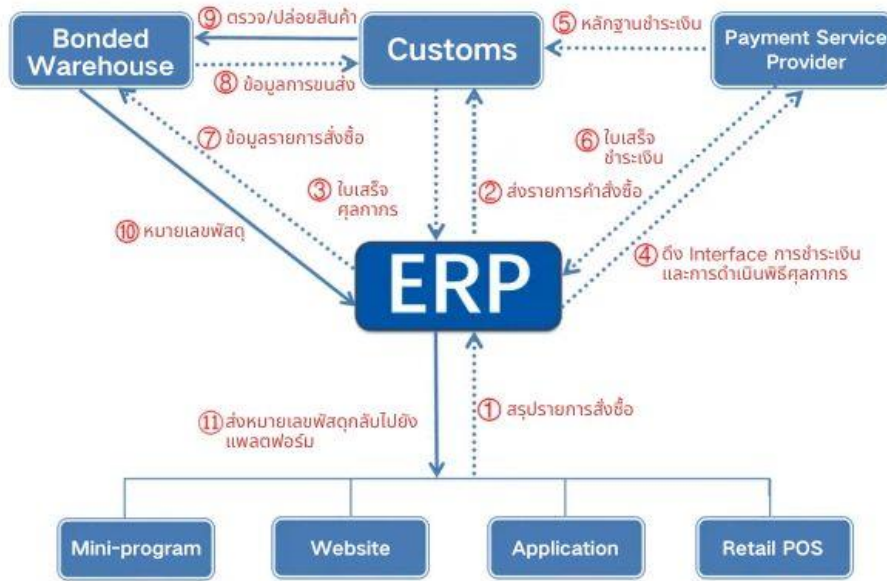 ⑨ ตรวจ/ปล่อยสินค้า
⑤ หลักฐานชำระเงิน
Bonded
Warehouse
Customs
Payment Service
Provider
⑧ ข้อมูลการขนส่ง
⑦ ข้อมูลรายการสั่งซื้อ
⑥ ใบเสร็จ
ชำระเงิน
③ ใบเสร็จ
ศุลกากร
② ส่งรายการคำสั่งซื้อ
⑩ หมายเลขพัสดุ
④ ดึง Interface การชำระเงิน
และการดำเนินพิธีศุลกากร
ERP
⑪ ส่งหมายเลขพัสดุกลับไปยัง
แพลตฟอร์ม
① สรุปรายการสั่งซื้อ
Mini-program
Website
Application
Retail POS